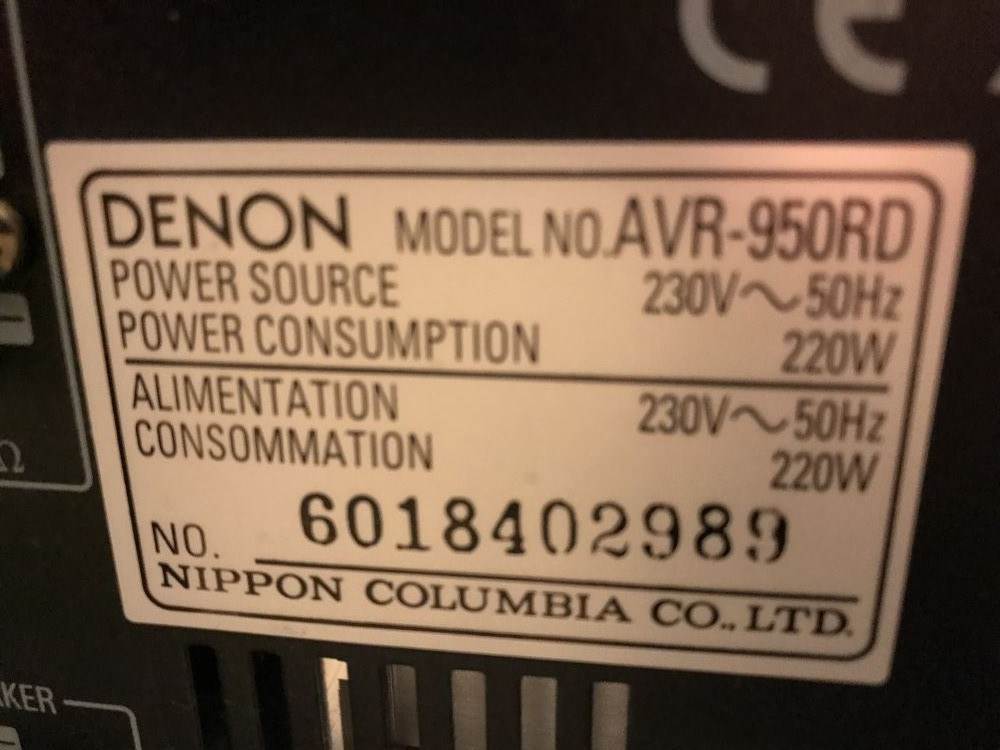 CE
DENON MODEL NO.AVR-950RD
POWER SOURCE 230V～50Hz
POWER CONSUMPTION 220W
ALIMENTATION 230V～50Hz
CONSOMMATION 220W
NO. 6018402989
NIPPON COLUMBIA CO.,LTD.
Ω